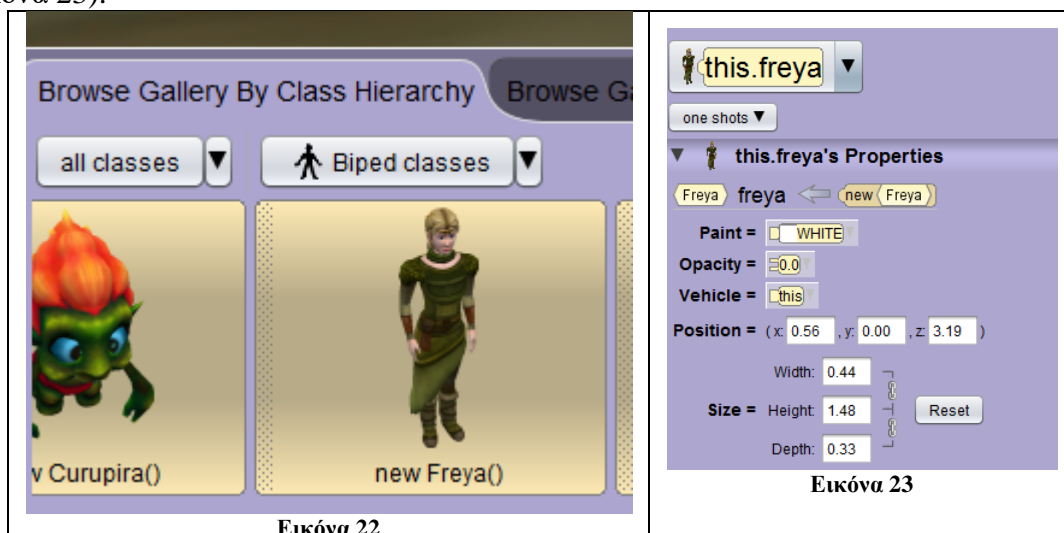 Browse Gallery By Class Hierarchy Browse Ga
all classes Biped classes
w Curupira() new Freya()
Εικόνα 22
this.freya
one shots
this.freya's Properties
Freya freya new Freya
Paint = WHITE
Opacity = 0.0
Vehicle = this
Position = (x: 0.56 , y: 0.00 , z: 3.19 )
Width: 0.44
Size = Height: 1.48 Reset
Depth: 0.33
Εικόνα 23